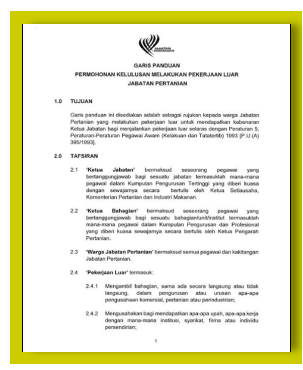 JABATAN PERTANIAN
GARIS PANDUAN
PERMOHONAN KELULUSAN MELAKUKAN PEKERJAAN LUAR
JABATAN PERTANIAN
1.0 TUJUAN
Garis panduan ini disediakan adalah sebagai rujukan kepada warga Jabatan
Pertanian yang melakukan pekerjaan luar untuk mendapatkan kebenaran
Ketua Jabatan bagi menjalankan pekerjaan luar selaras dengan Peraturan 5,
Peraturan-Peraturan Pegawai Awam (Kelakuan dan Tatatertib) 1993 [P.U.(A)
395/1993].
2.0 TAFSIRAN
2.1 'Ketua Jabatan' bermaksud seseorang pegawai yang
bertanggungjawab bagi sesuatu jabatan termasuklah mana-mana
pegawai dalam Kumpulan Pengurusan Tertinggi yang diberi kuasa
dengan sewajarnya secara bertulis oleh Ketua Setiausaha,
Kementerian Pertanian dan Industri Makanan.
2.2 'Ketua Bahagian' bermaksud seseorang pegawai yang
bertanggungjawab bagi sesuatu bahagian/unit/institut termasuklah
mana-mana pegawai dalam Kumpulan Pengurusan dan Profesional
yang diberi kuasa sewajarnya secara bertulis oleh Ketua Pengarah
Pertanian.
2.3 'Warga Jabatan Pertanian' bermaksud semua pegawai dan kakitangan
Jabatan Pertanian.
2.4 'Pekerjaan Luar' termasuk:
2.4.1 Mengambil bahagian, sama ada secara langsung atau tidak
langsung, dalam pengurusan atau urusan apa-apa
pengusahaan komersial, pertanian atau perindustrian;
2.4.2 Mengusahakan bagi mendapatkan apa-apa upah, apa-apa kerja
dengan mana-mana institusi, syarikat, firma atau individu
persendirian;
1